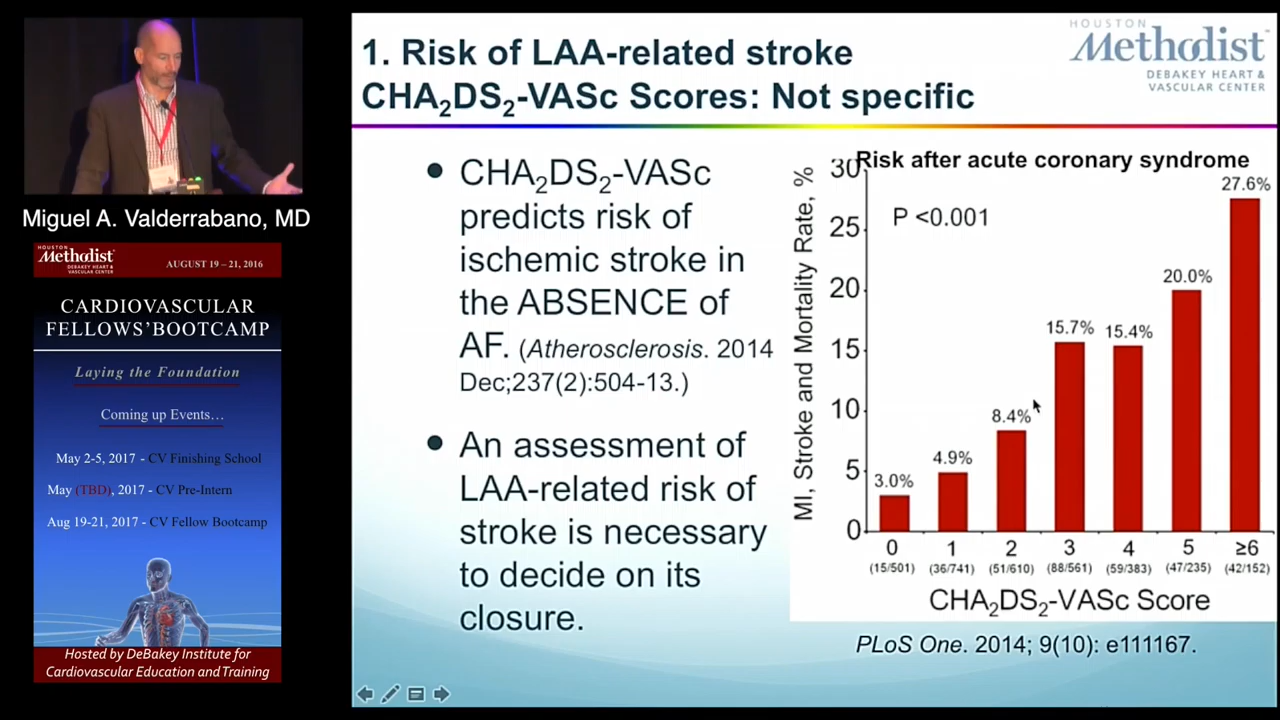 Miguel A. Valderrabano, MD
HOUSTON
Methodist
DEBAKEY HEART &
VASCULAR CENTER
AUGUST 19 – 21, 2016
CARDIOVASCULAR
FELLOWS'BOOTCAMP
Laying the Foundation
Coming up Events…
May 2-5, 2017 - CV Finishing School
May (TBD), 2017 - CV Pre-Intern
Aug 19-21, 2017 - CV Fellow Bootcamp
Hosted by DeBakey Institute for
Cardiovascular Education and Training
1. Risk of LAA-related stroke
CHA₂DS₂-VASc Scores: Not specific
HOUSTON
Methodist
DEBAKEY HEART &
VASCULAR CENTER
• CHA₂DS₂-VASc
predicts risk of
ischemic stroke in
the ABSENCE of
AF. (Atherosclerosis. 2014
Dec;237(2):504-13.)
• An assessment of
LAA-related risk of
stroke is necessary
to decide on its
closure.
Risk after acute coronary syndrome
P <0.001
MI, Stroke and Mortality Rate, %
30
25
20
15
10
5
0
3.0%
4.9%
8.4%
15.7%
15.4%
20.0%
27.6%
0 1 2 3 4 5 ≥6
(15/501) (36/741) (51/610) (88/561) (59/383) (47/235) (42/152)
CHA₂DS₂-VASc Score
PLoS One. 2014; 9(10): e111167.